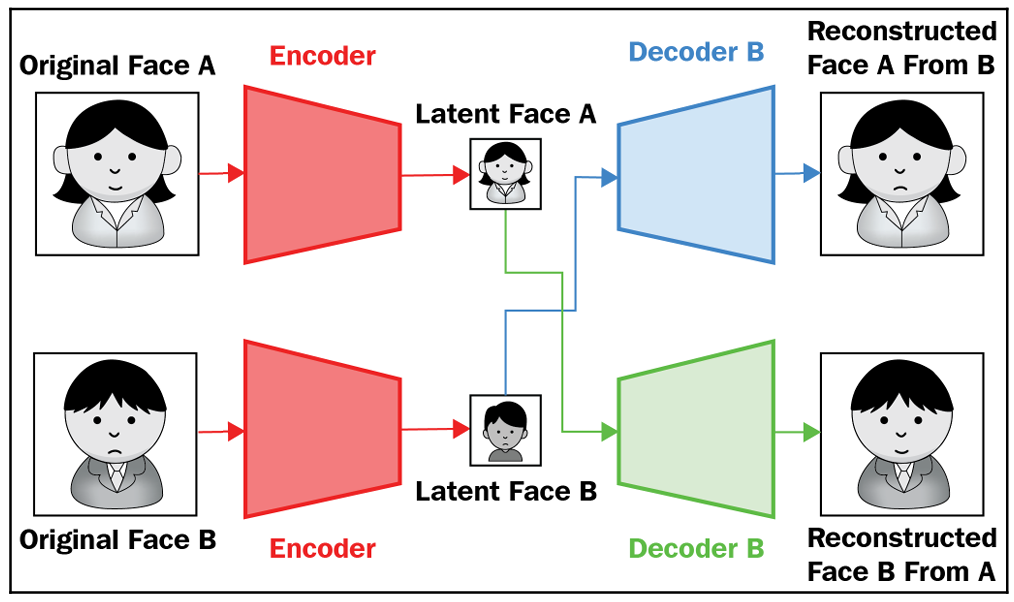 Original Face A
Encoder
Latent Face A
Decoder B
Reconstructed
Face A From B
Original Face B
Encoder
Latent Face B
Decoder B
Reconstructed
Face B From A